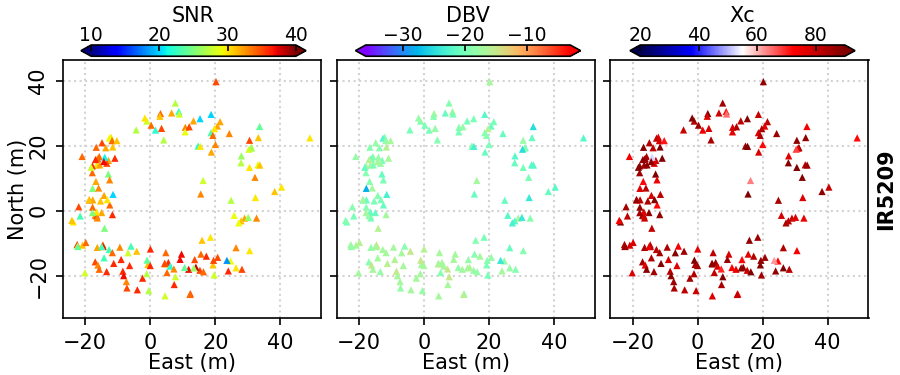 SNR DBV Xc
10 20 30 40 −30 −20 −10 20 40 60 80
40
20
0
−20
North (m)
IR5209
−20 0 20 40 −20 0 20 40 −20 0 20 40
East (m) East (m) East (m)